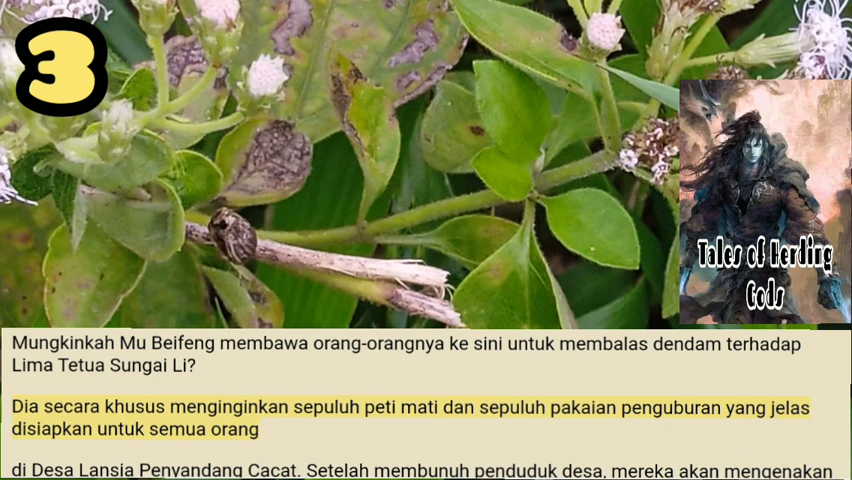 3
Tales of Herding
Gods
Mungkinkah Mu Beifeng membawa orang-orangnya ke sini untuk membalas dendam terhadap
Lima Tetua Sungai Li?
Dia secara khusus menginginkan sepuluh peti mati dan sepuluh pakaian penguburan yang jelas
disiapkan untuk semua orang
di Desa Lansia Penyandang Cacat. Setelah membunuh penduduk desa, mereka akan mengenakan